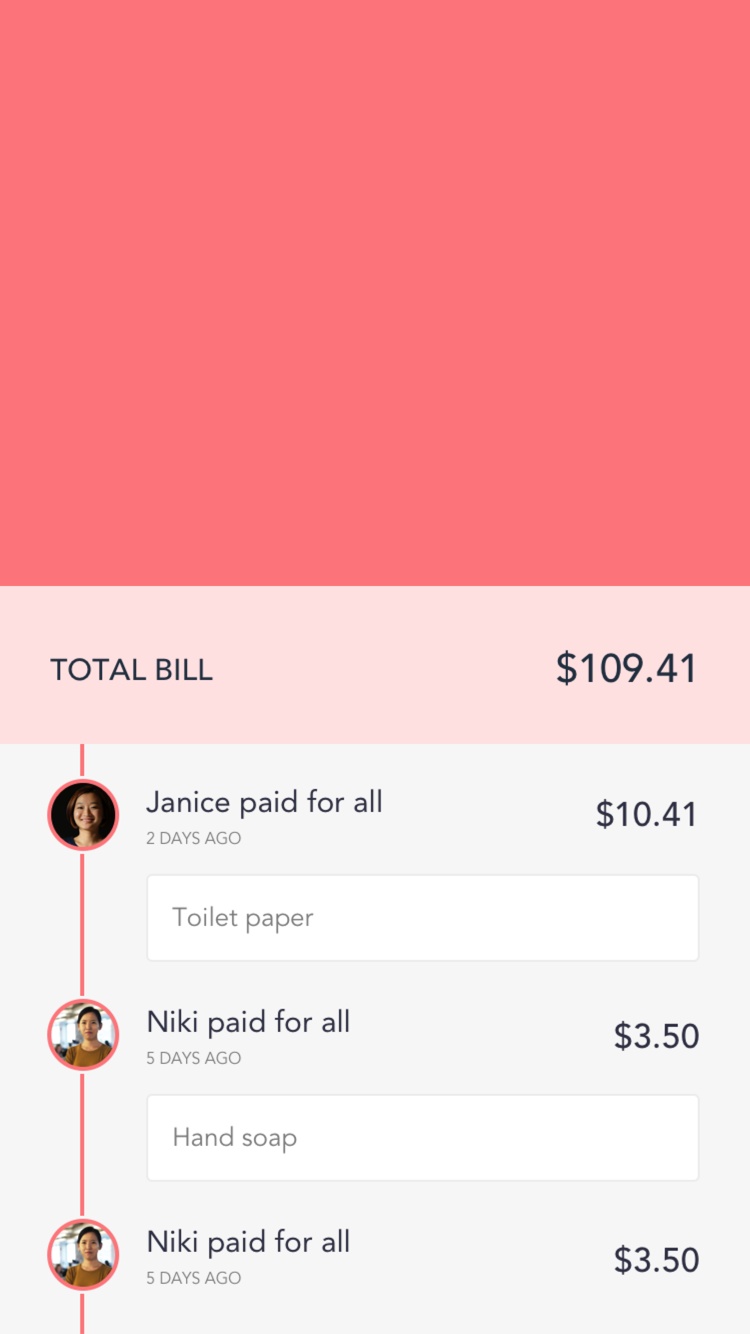 TOTAL BILL $109.41
Janice paid for all $10.41
2 DAYS AGO
Toilet paper
Niki paid for all $3.50
5 DAYS AGO
Hand soap
Niki paid for all $3.50
5 DAYS AGO